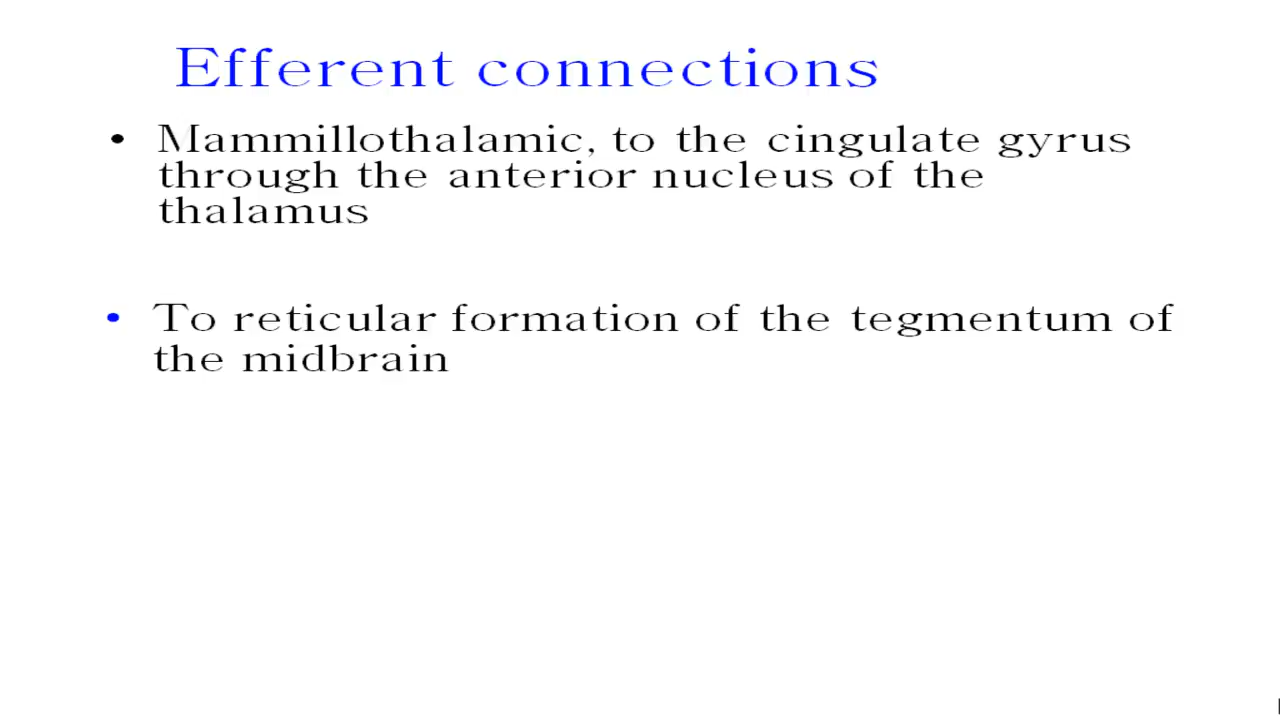 Efferent connections
• Mammillothalamic, to the cingulate gyrus
through the anterior nucleus of the
thalamus
• To reticular formation of the tegmentum of
the midbrain